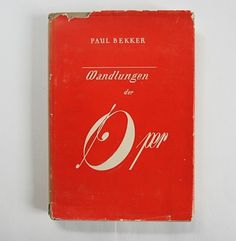 PAUL BEKKER
Wandlungen
der
Oper